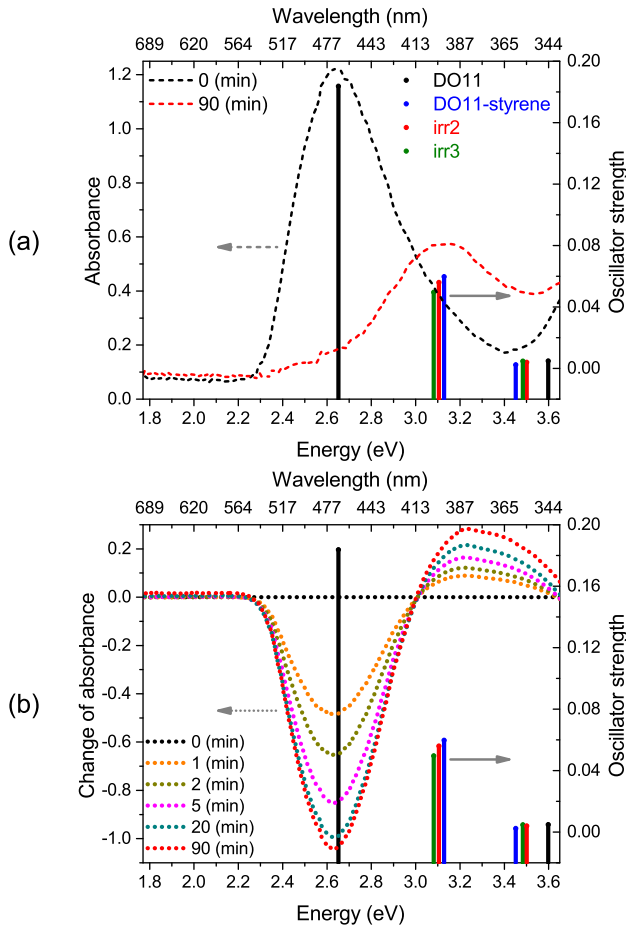 Wavelength (nm)
689 620 564 517 477 443 413 387 365 344
(a)
Absorbance
1.2
1.0
0.8
0.6
0.4
0.2
0.0
0 (min)
90 (min)
DO11
DO11-styrene
irr2
irr3
0.20
0.16
0.12
0.08
0.04
0.00
Oscillator strength
1.8 2.0 2.2 2.4 2.6 2.8 3.0 3.2 3.4 3.6
Energy (eV)
Wavelength (nm)
689 620 564 517 477 443 413 387 365 344
(b)
Change of absorbance
0.2
0.0
-0.2
-0.4
-0.6
-0.8
-1.0
0 (min)
1 (min)
2 (min)
5 (min)
20 (min)
90 (min)
0.20
0.16
0.12
0.08
0.04
0.00
Oscillator strength
1.8 2.0 2.2 2.4 2.6 2.8 3.0 3.2 3.4 3.6
Energy (eV)